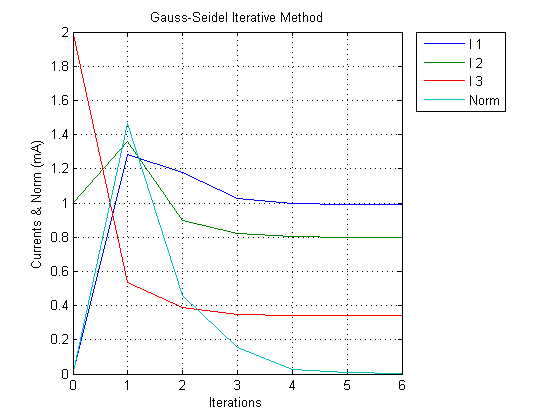 Gauss-Seidel Iterative Method
Currents & Norm (mA)
2
1.8
1.6
1.4
1.2
1
0.8
0.6
0.4
0.2
0
0 1 2 3 4 5 6
Iterations
I 1
I 2
I 3
Norm